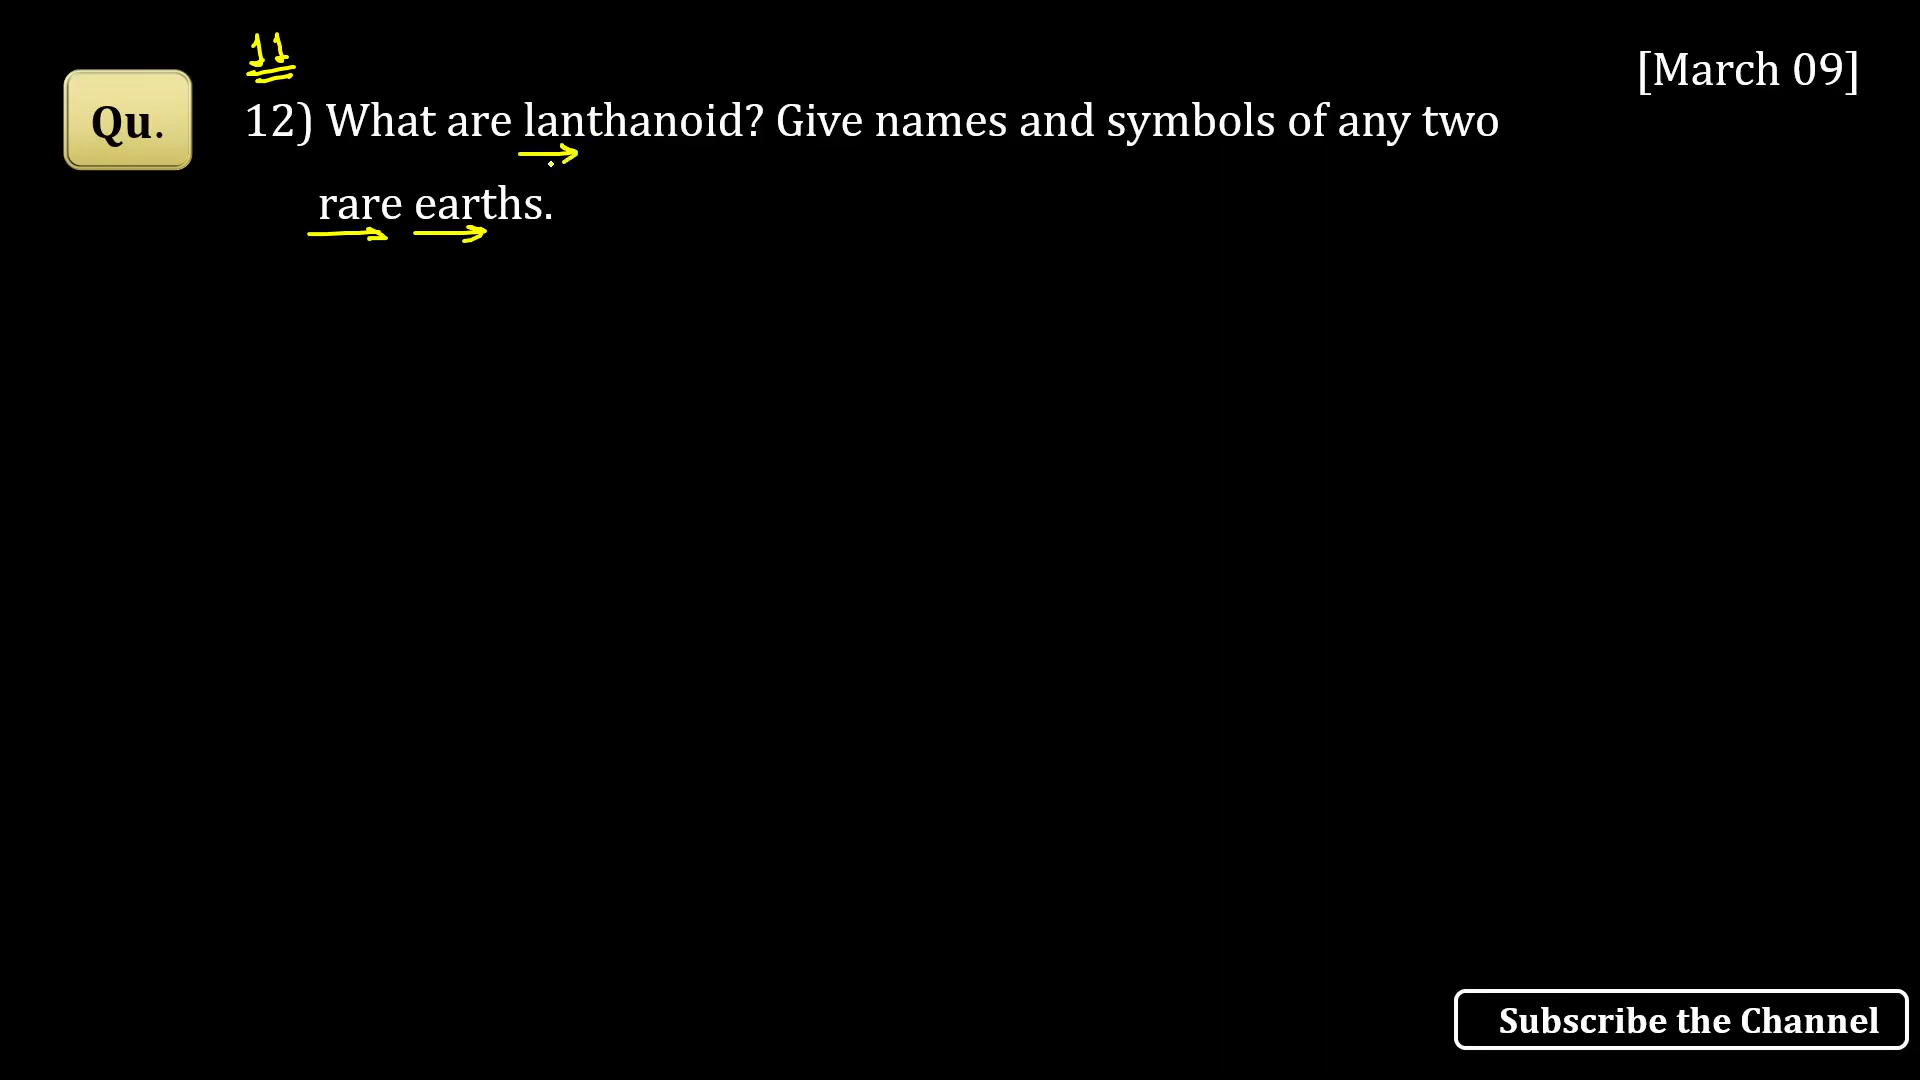 11
[March 09]
Qu.
12) What are lanthanoid? Give names and symbols of any two
rare earths.
Subscribe the Channel